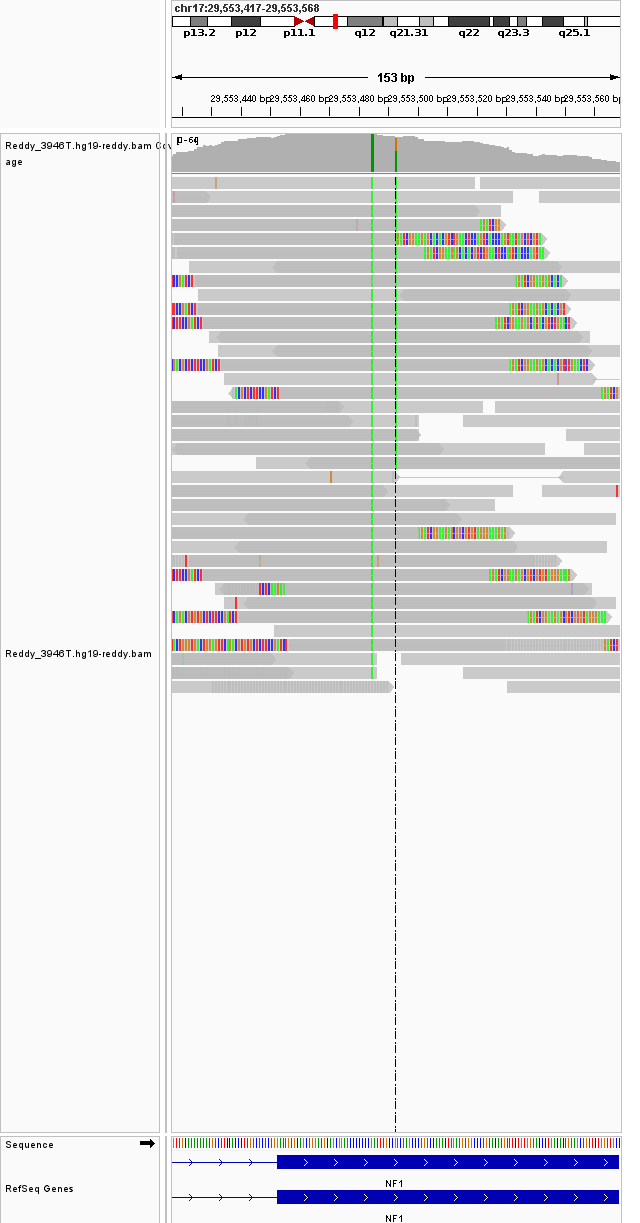 chr17:29,553,417-29,553,568
p13.2 p12 p11.1 q12 q21.31 q22 q23.3 q25.1
153 bp
29,553,440 bp 29,553,460 bp 29,553,480 bp 29,553,500 bp 29,553,520 bp 29,553,540 bp 29,553,560 bp
Reddy_3946T.hg19-reddy.bam Cov
age
[0-64]
Reddy_3946T.hg19-reddy.bam
Sequence
RefSeq Genes
NF1
NF1